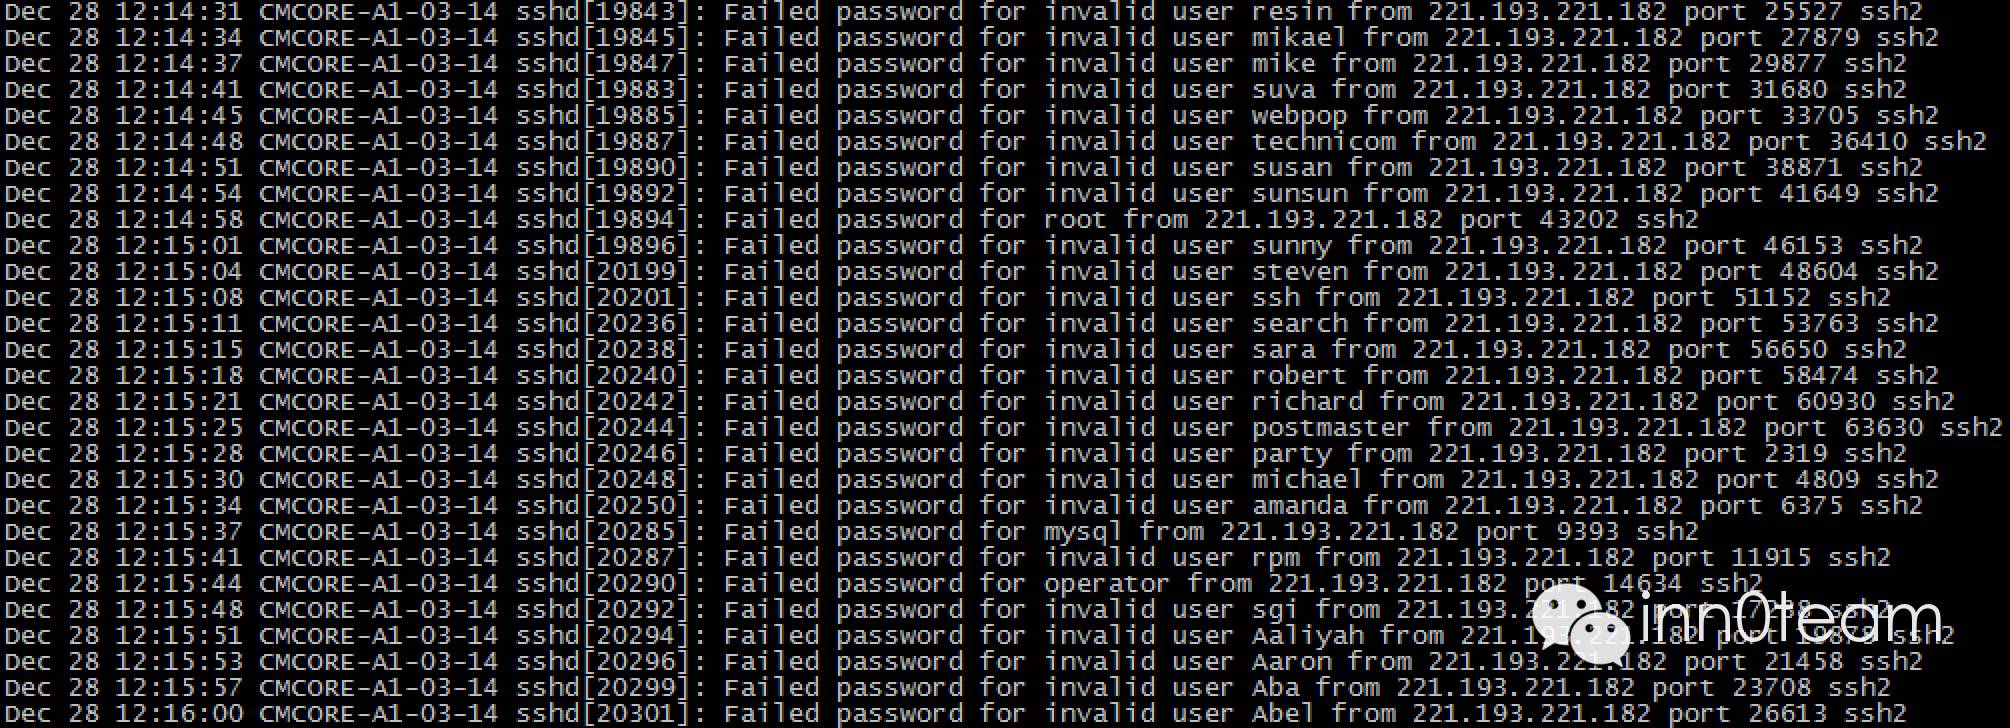 Dec 28 12:14:31 CMCORE-A1-03-14 sshd[19843]: Failed password for invalid user resin from 221.193.221.182 port 25527 ssh2
Dec 28 12:14:34 CMCORE-A1-03-14 sshd[19845]: Failed password for invalid user mikael from 221.193.221.182 port 27879 ssh2
Dec 28 12:14:37 CMCORE-A1-03-14 sshd[19847]: Failed password for invalid user mike from 221.193.221.182 port 29877 ssh2
Dec 28 12:14:41 CMCORE-A1-03-14 sshd[19883]: Failed password for invalid user suva from 221.193.221.182 port 31680 ssh2
Dec 28 12:14:45 CMCORE-A1-03-14 sshd[19885]: Failed password for invalid user webpop from 221.193.221.182 port 33705 ssh2
Dec 28 12:14:48 CMCORE-A1-03-14 sshd[19887]: Failed password for invalid user technicom from 221.193.221.182 port 36410 ssh2
Dec 28 12:14:51 CMCORE-A1-03-14 sshd[19890]: Failed password for invalid user susan from 221.193.221.182 port 38871 ssh2
Dec 28 12:14:54 CMCORE-A1-03-14 sshd[19892]: Failed password for invalid user sunsun from 221.193.221.182 port 41649 ssh2
Dec 28 12:14:58 CMCORE-A1-03-14 sshd[19894]: Failed password for root from 221.193.221.182 port 43202 ssh2
Dec 28 12:15:01 CMCORE-A1-03-14 sshd[19896]: Failed password for invalid user sunny from 221.193.221.182 port 46153 ssh2
Dec 28 12:15:04 CMCORE-A1-03-14 sshd[20199]: Failed password for invalid user steven from 221.193.221.182 port 48604 ssh2
Dec 28 12:15:08 CMCORE-A1-03-14 sshd[20201]: Failed password for invalid user ssh from 221.193.221.182 port 51152 ssh2
Dec 28 12:15:11 CMCORE-A1-03-14 sshd[20236]: Failed password for invalid user search from 221.193.221.182 port 53763 ssh2
Dec 28 12:15:15 CMCORE-A1-03-14 sshd[20238]: Failed password for invalid user sara from 221.193.221.182 port 56650 ssh2
Dec 28 12:15:18 CMCORE-A1-03-14 sshd[20240]: Failed password for invalid user robert from 221.193.221.182 port 58474 ssh2
Dec 28 12:15:21 CMCORE-A1-03-14 sshd[20242]: Failed password for invalid user richard from 221.193.221.182 port 60930 ssh2
Dec 28 12:15:25 CMCORE-A1-03-14 sshd[20244]: Failed password for invalid user postmaster from 221.193.221.182 port 63630 ssh2
Dec 28 12:15:28 CMCORE-A1-03-14 sshd[20246]: Failed password for invalid user party from 221.193.221.182 port 2319 ssh2
Dec 28 12:15:30 CMCORE-A1-03-14 sshd[20248]: Failed password for invalid user michael from 221.193.221.182 port 4809 ssh2
Dec 28 12:15:34 CMCORE-A1-03-14 sshd[20250]: Failed password for invalid user amanda from 221.193.221.182 port 6375 ssh2
Dec 28 12:15:37 CMCORE-A1-03-14 sshd[20285]: Failed password for mysql from 221.193.221.182 port 9393 ssh2
Dec 28 12:15:41 CMCORE-A1-03-14 sshd[20287]: Failed password for invalid user rpm from 221.193.221.182 port 11915 ssh2
Dec 28 12:15:44 CMCORE-A1-03-14 sshd[20290]: Failed password for operator from 221.193.221.182 port 14634 ssh2
Dec 28 12:15:48 CMCORE-A1-03-14 sshd[20292]: Failed password for invalid user sgi from ssh2
Dec 28 12:15:51 CMCORE-A1-03-14 sshd[20294]: Failed password for invalid user Aaliyah from ssh2
Dec 28 12:15:53 CMCORE-A1-03-14 sshd[20296]: Failed password for invalid user Aaron from 221.193.221.182 port 21458 ssh2
Dec 28 12:15:57 CMCORE-A1-03-14 sshd[20299]: Failed password for invalid user Aba from 221.193.221.182 port 23708 ssh2
Dec 28 12:16:00 CMCORE-A1-03-14 sshd[20301]: Failed password for invalid user Abel from 221.193.221.182 port 26613 ssh2
inn0team